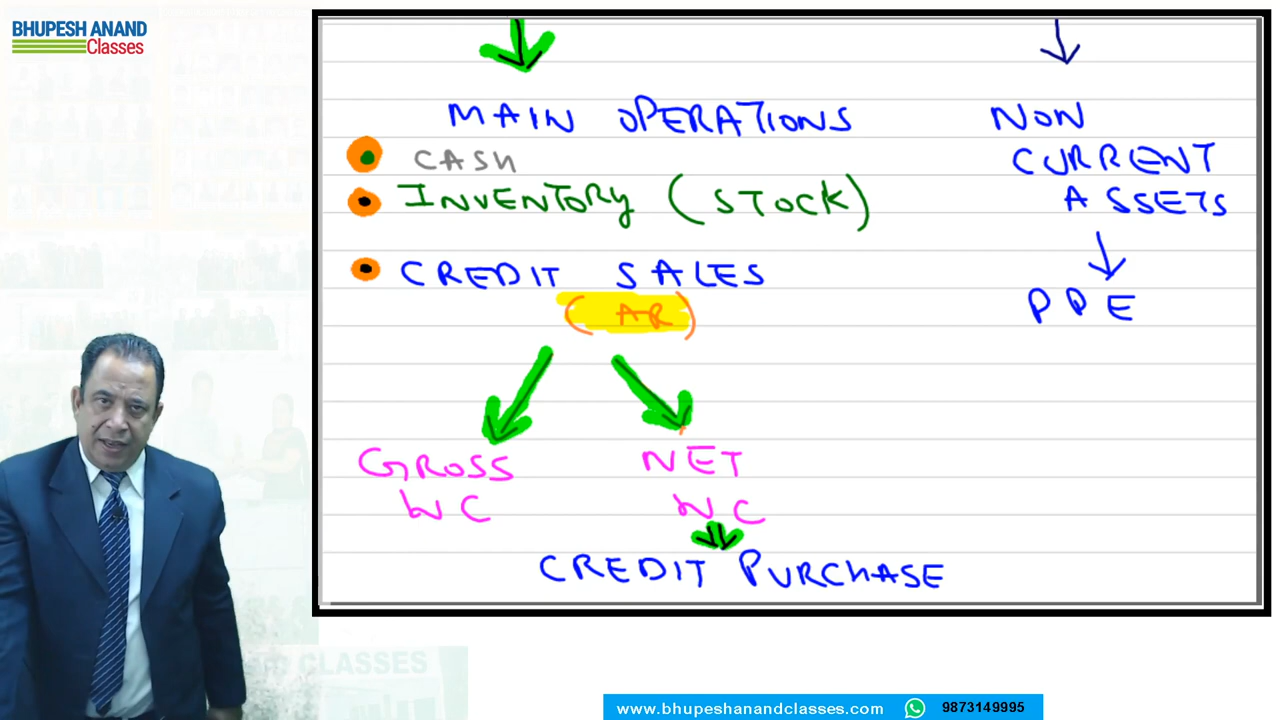 BHUPESH ANAND
Classes
MAIN OPERATIONS
CASH
INVENTORY (STOCK)
CREDIT SALES
(AR)
GROSS
WC
NET
WC
CREDIT PURCHASE
NON
CURRENT
ASSETS
PPE
CLASSES
www.bhupeshanandclasses.com
9873149995